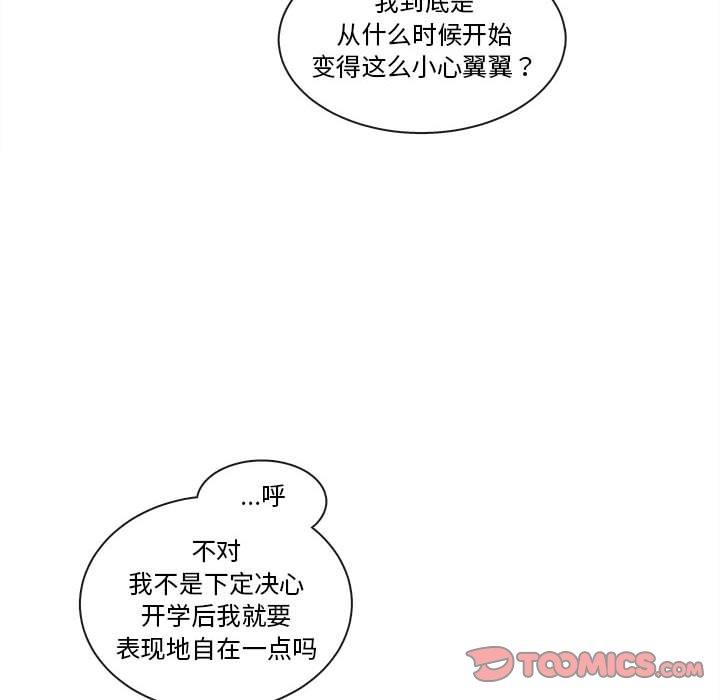 我到底是
从什么时候开始
变得这么小心翼翼？
...呼
不对
我不是下定决心
开学后我就要
表现地自在一点吗
TOOMICS.com